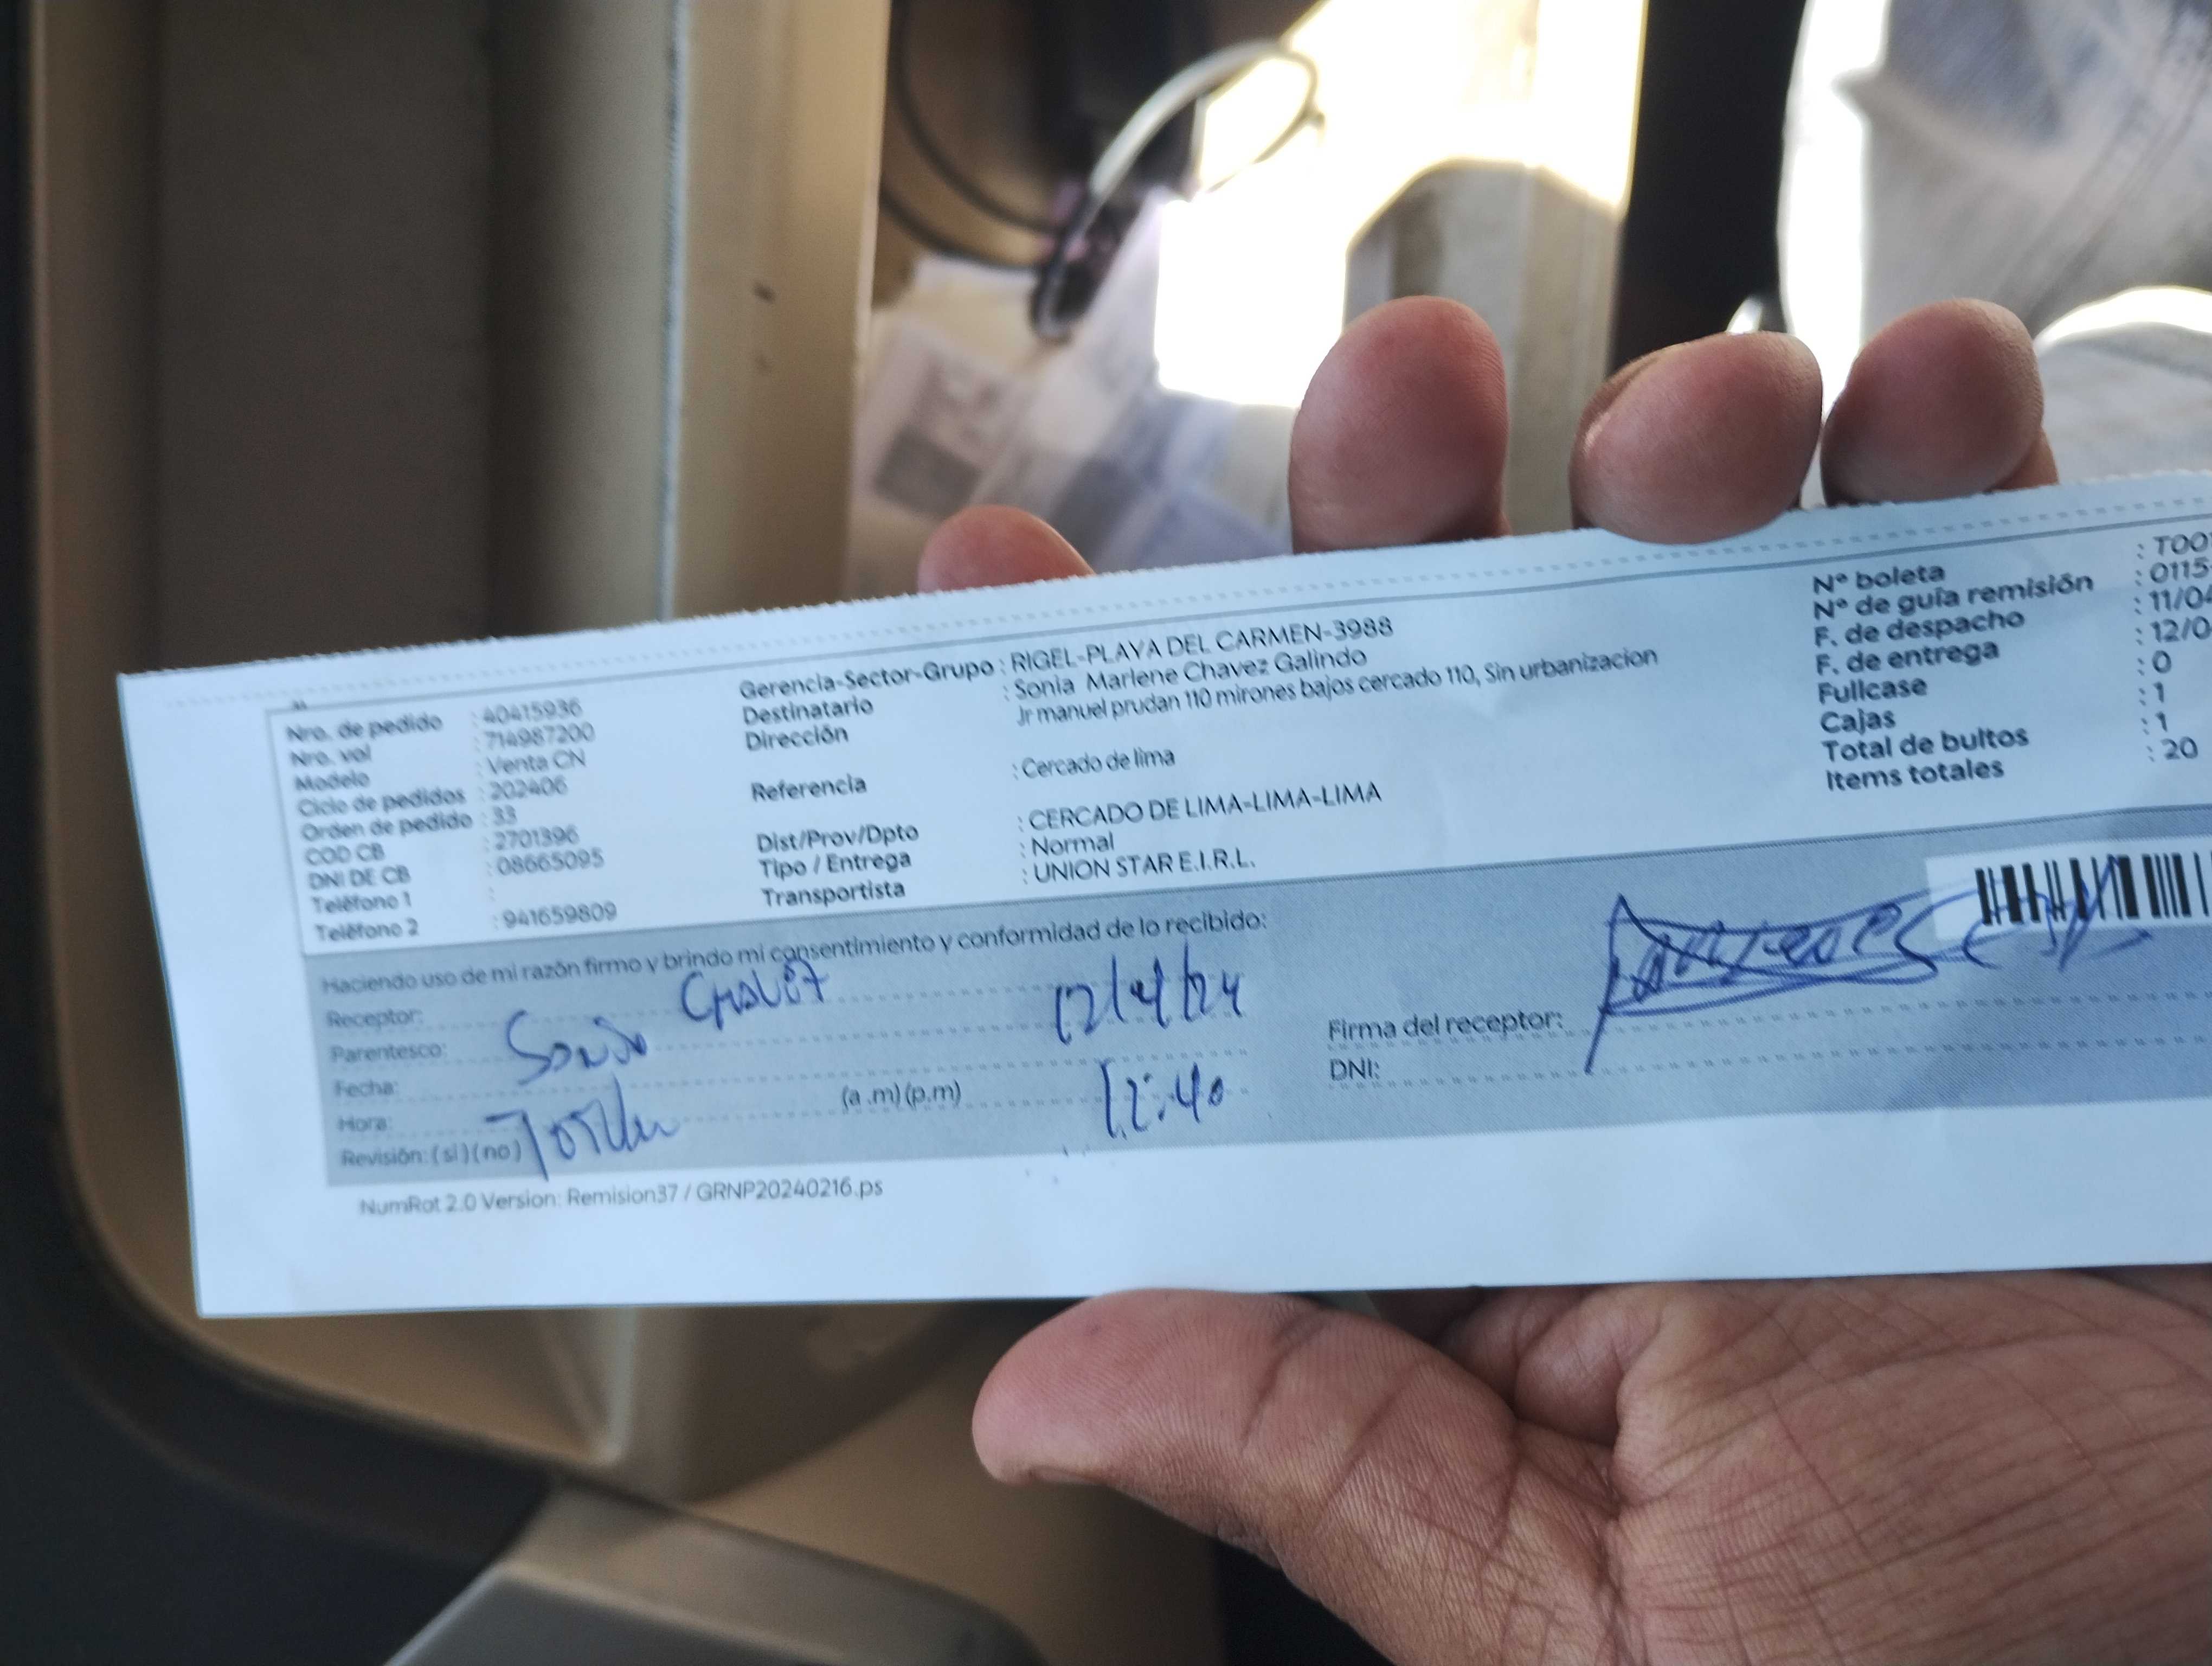 Nro. de pedido : 40415936
Nro. vol : 714987200
Modelo : Venta CN
Ciclo de pedidos : 202406
Orden de pedido : 33
COD CB : 2701396
DNI DE CB : 08665095
Teléfono 1 :
Teléfono 2 : 941659809
Gerencia-Sector-Grupo : RIGEL-PLAYA DEL CARMEN-3988
Destinatario : Sonia Marlene Chavez Galindo
Dirección Jr manuel prudan 110 mirones bajos cercado 110, Sin urbanizacion
Referencia : Cercado de lima
Dist/Prov/Dpto : CERCADO DE LIMA-LIMA-LIMA
Tipo / Entrega : Normal
Transportista : UNION STAR E.I.R.L.
N° boleta : T00
N° de guía remisión : 0115
F. de despacho : 11/04
F. de entrega : 12/0
Fullcase : 0
Cajas : 1
Total de bultos : 1
Items totales : 20
Haciendo uso de mi razón firmo y brindo mi consentimiento y conformidad de lo recibido:
Receptor: Chavez
Parentesco: Sonia 12/4/24
Fecha:
Hora: (a .m) (p.m) 12:40
Revisión: ( si ) ( no )
Firma del receptor:
DNI:
NumRot 2.0 Version: Remision37 / GRNP20240216.ps